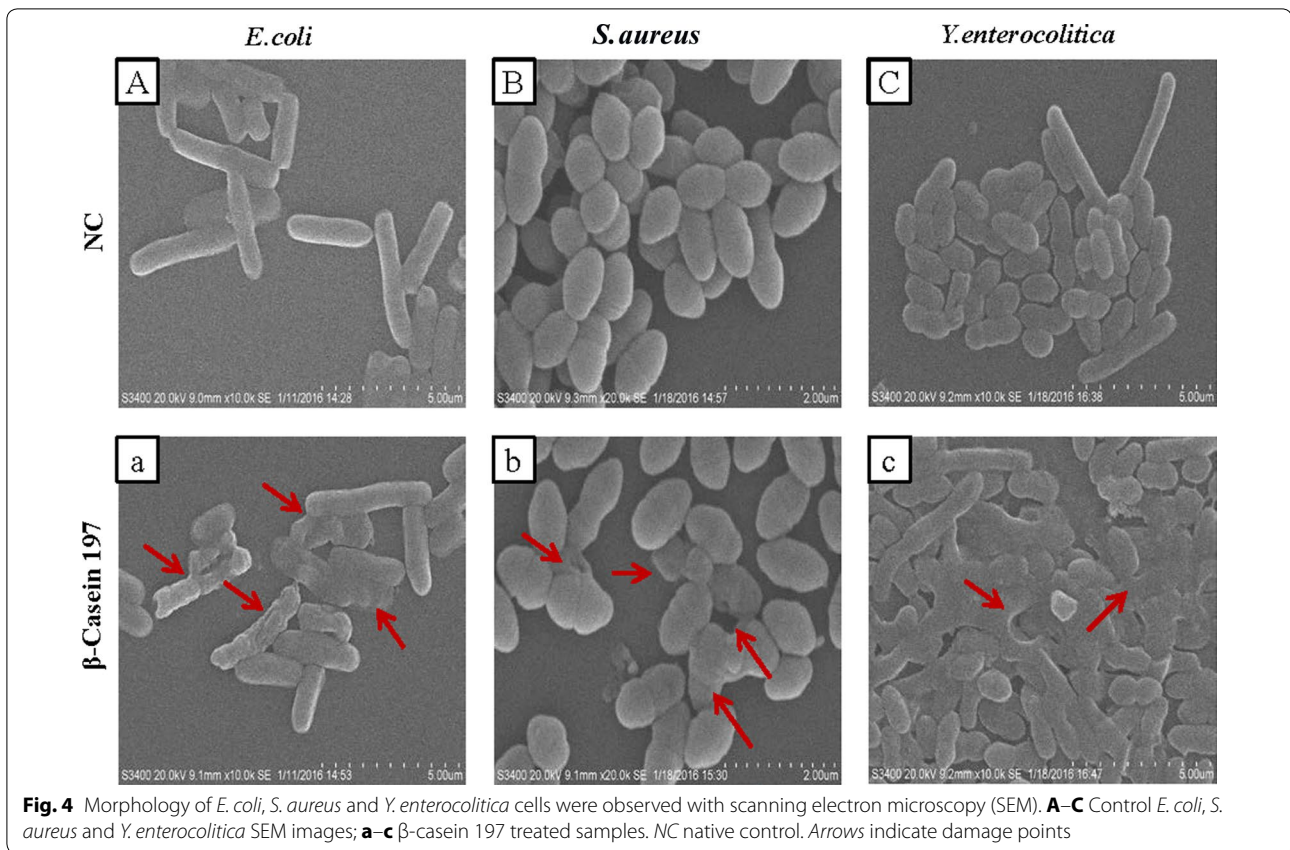 E.coli S.aureus Y.enterocolitica
NC
A
B
C
S3400 20.0kV 9.0mm x10.0k SE 1/11/2016 14:28 5.00um
S3400 20.0kV 9.3mm x20.0k SE 1/18/2016 14:57 2.00um
S3400 20.0kV 9.2mm x10.0k SE 1/18/2016 16:38 5.00um
β-Casein 197
a
b
c
S3400 20.0kV 9.1mm x10.0k SE 1/11/2016 14:53 5.00um
S3400 20.0kV 9.1mm x20.0k SE 1/18/2016 15:30 2.00um
S3400 20.0kV 9.2mm x10.0k SE 1/18/2016 16:47 5.00um
Fig. 4 Morphology of E. coli, S. aureus and Y. enterocolitica cells were observed with scanning electron microscopy (SEM). A–C Control E. coli, S.
aureus and Y. enterocolitica SEM images; a–c β-casein 197 treated samples. NC native control. Arrows indicate damage points